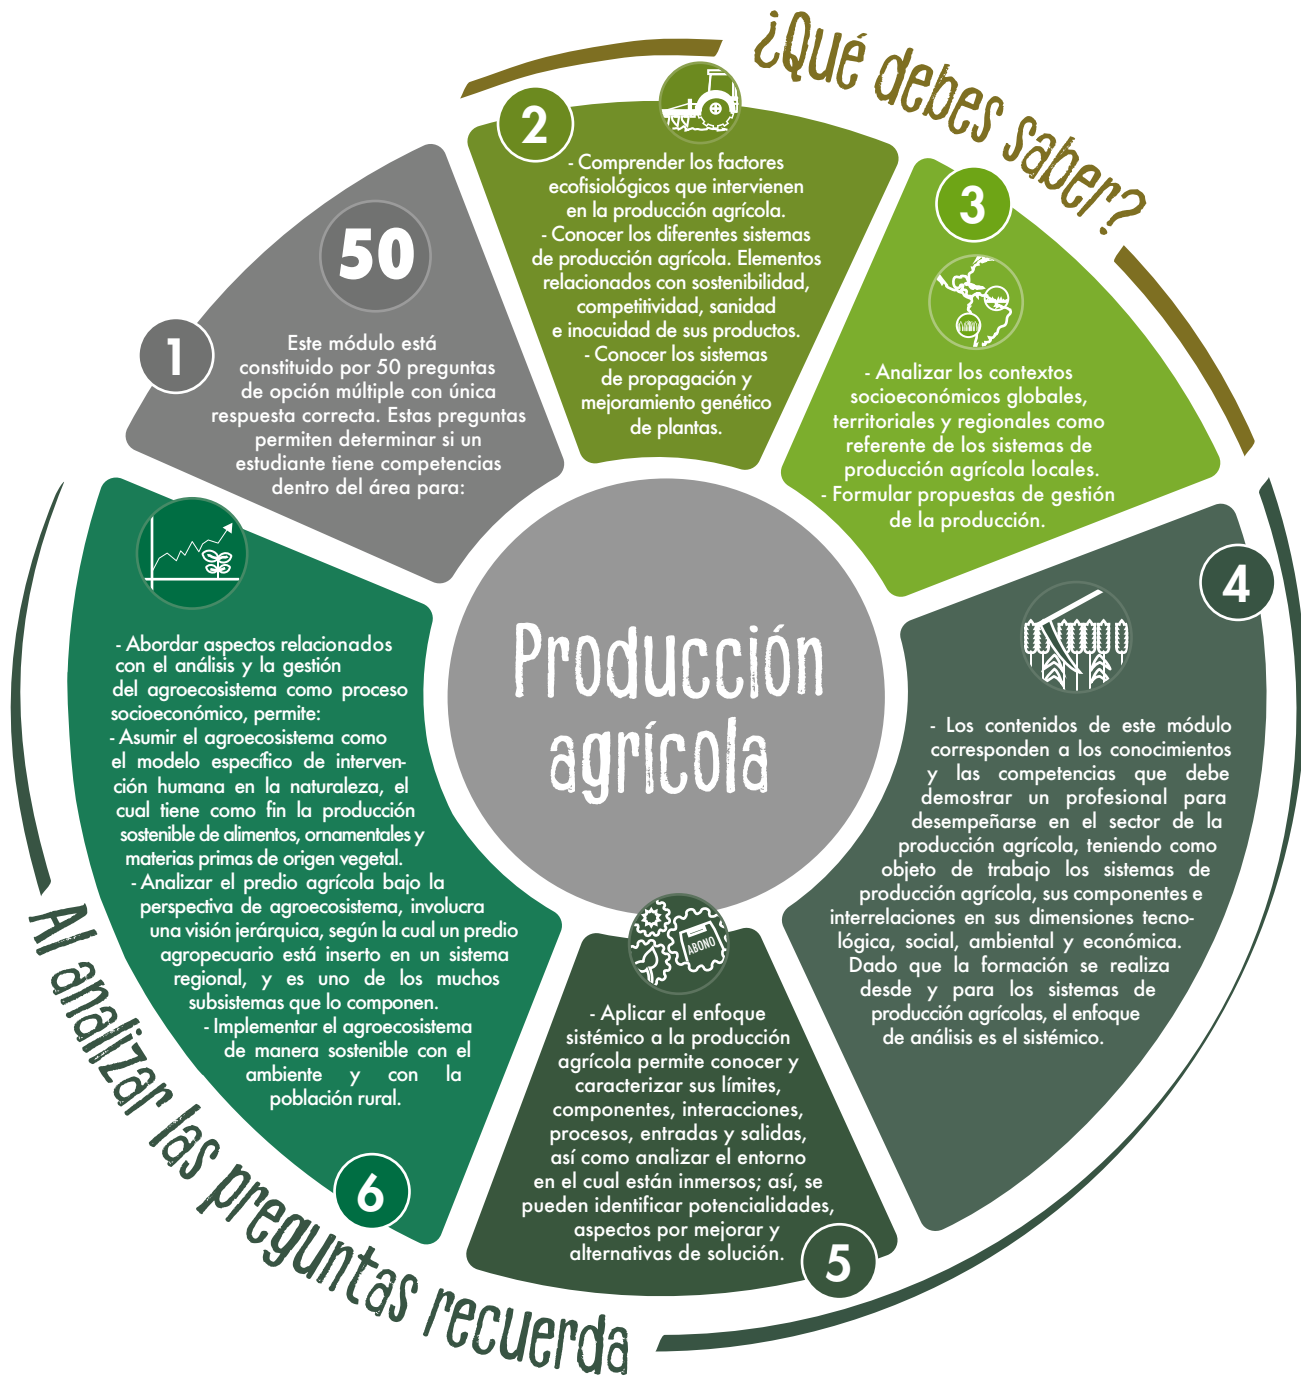 ¿Qué debes saber?
Producción
agrícola
1
50
Este módulo está
constituido por 50 preguntas
de opción múltiple con única
respuesta correcta. Estas preguntas
permiten determinar si un
estudiante tiene competencias
dentro del área para:
2
- Comprender los factores
ecofisiológicos que intervienen
en la producción agrícola.
- Conocer los diferentes sistemas
de producción agrícola. Elementos
relacionados con sostenibilidad,
competitividad, sanidad
e inocuidad de sus productos.
- Conocer los sistemas
de propagación y
mejoramiento genético
de plantas.
3
- Analizar los contextos
socioeconómicos globales,
territoriales y regionales como
referente de los sistemas de
producción agrícola locales.
- Formular propuestas de gestión
de la producción.
4
- Los contenidos de este módulo
corresponden a los conocimientos
y las competencias que debe
demostrar un profesional para
desempeñarse en el sector de la
producción agrícola, teniendo como
objeto de trabajo los sistemas de
producción agrícola, sus componentes e
interrelaciones en sus dimensiones tecno-
lógica, social, ambiental y económica.
Dado que la formación se realiza
desde y para los sistemas de
producción agrícolas, el enfoque
de análisis es el sistémico.
ABONO
- Aplicar el enfoque
sistémico a la producción
agrícola permite conocer y
caracterizar sus límites,
componentes, interacciones,
procesos, entradas y salidas,
así como analizar el entorno
en el cual están inmersos; así, se
pueden identificar potencialidades,
aspectos por mejorar y
alternativas de solución.
5
- Abordar aspectos relacionados
con el análisis y la gestión
del agroecosistema como proceso
socioeconómico, permite:
- Asumir el agroecosistema como
el modelo específico de interven-
ción humana en la naturaleza, el
cual tiene como fin la producción
sostenible de alimentos, ornamentales y
materias primas de origen vegetal.
- Analizar el predio agrícola bajo la
perspectiva de agroecosistema, involucra
una visión jerárquica, según la cual un predio
agropecuario está inserto en un sistema
regional, y es uno de los muchos
subsistemas que lo componen.
- Implementar el agroecosistema
de manera sostenible con el
ambiente y con la
población rural.
6
Al analizar las preguntas recuerda